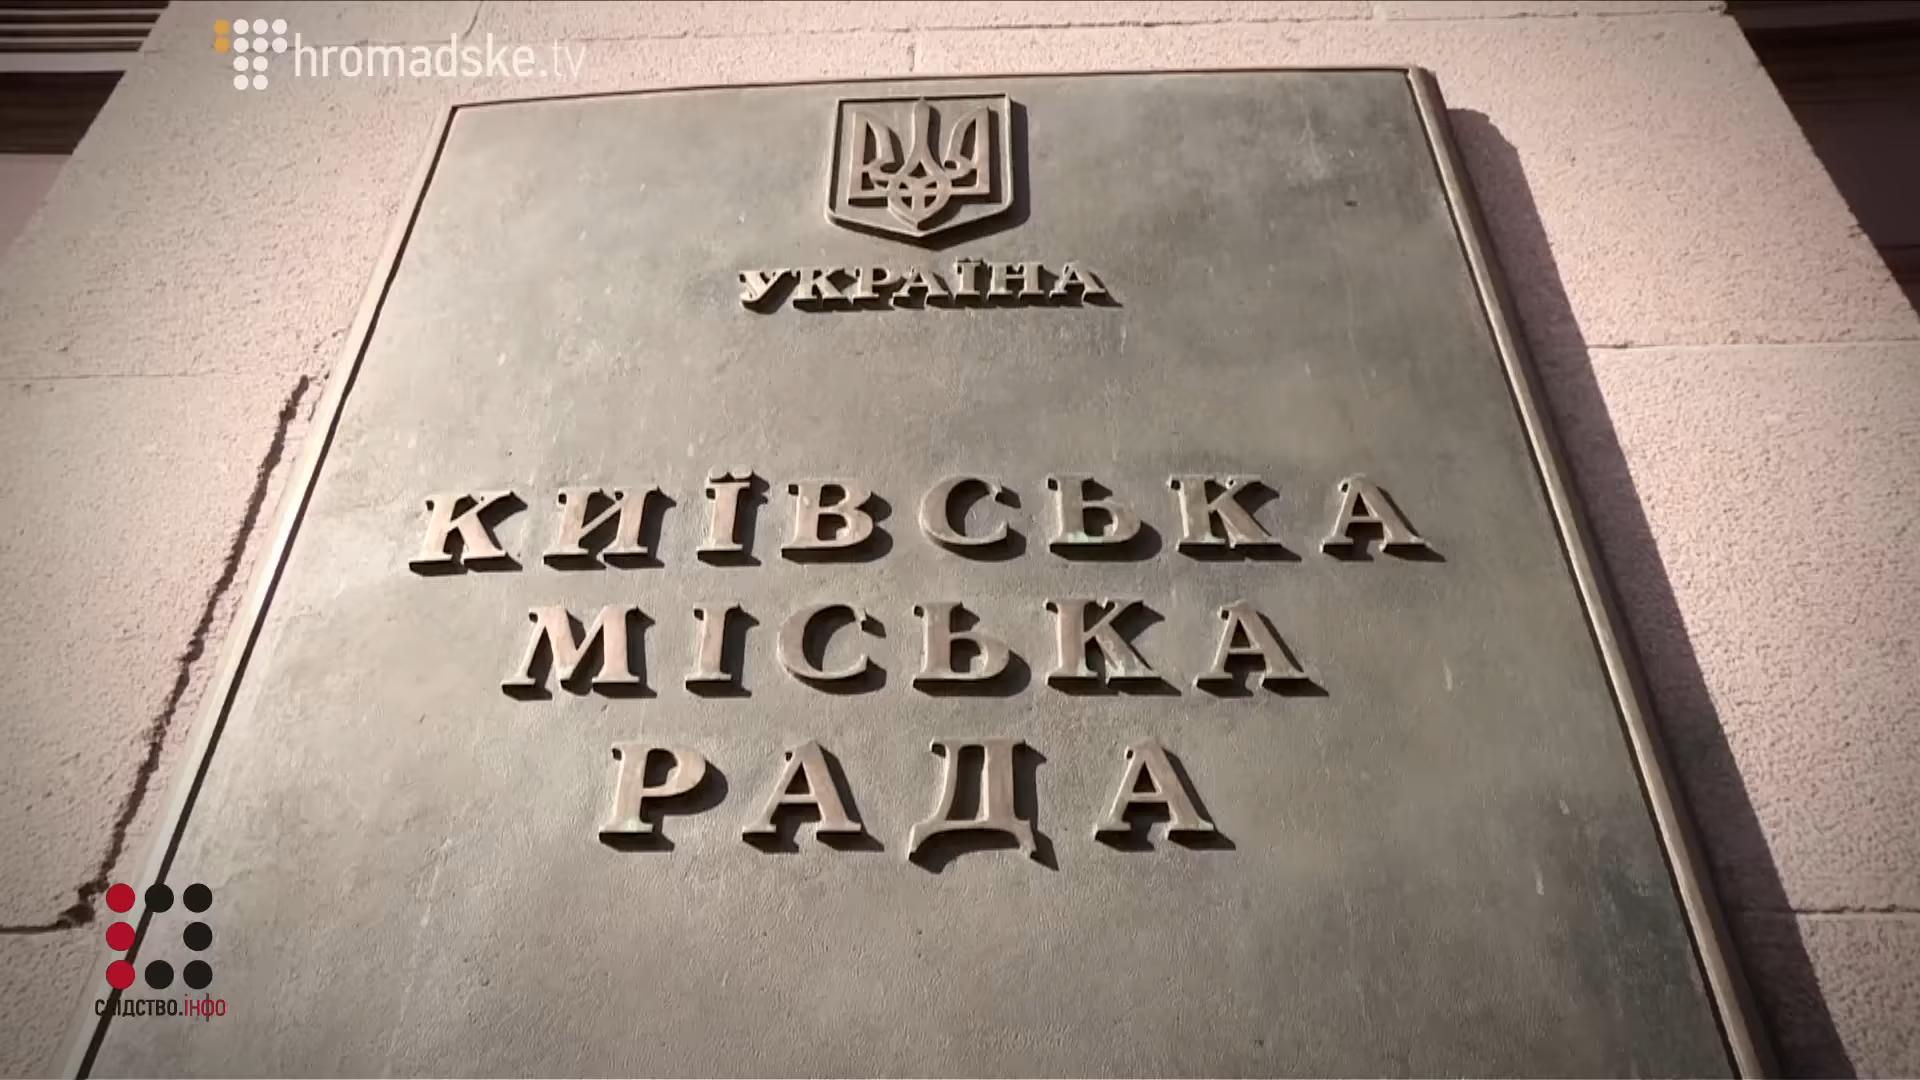 hromadske.tv
УКРАЇНА
КИЇВСЬКА
МІСЬКА
РАДА
слідство.інфо